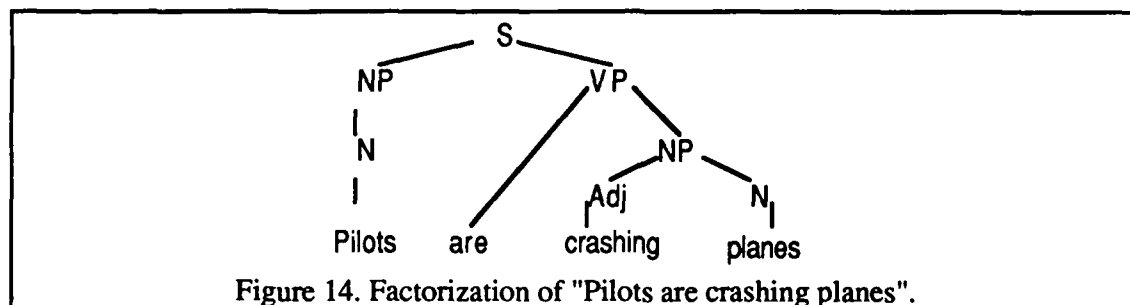 S
NP VP
N NP
Adj N
Pilots are crashing planes
Figure 14. Factorization of "Pilots are crashing planes".